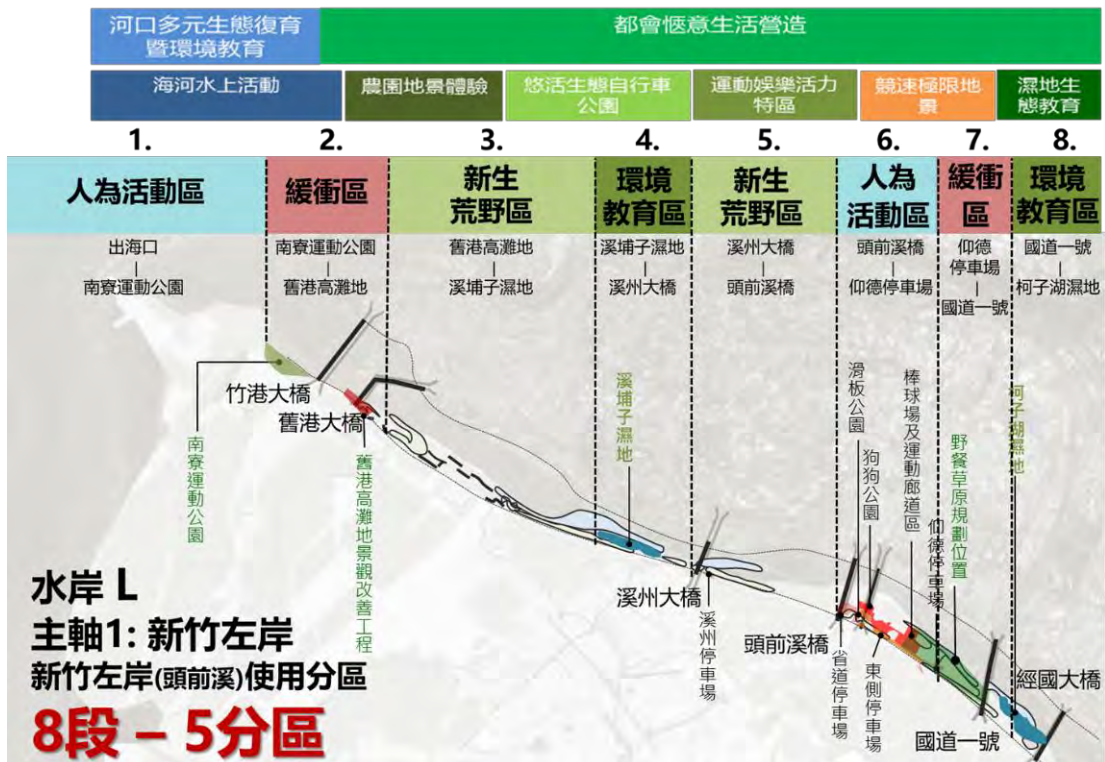 河口多元生態復育
暨環境教育
都會愜意生活營造
海河水上活動
農園地景體驗
悠活生態自行車
公園
運動娛樂活力
特區
競速極限地
景
濕地生
態教育
1.
2.
3.
4.
5.
6.
7.
8.
人為活動區
緩衝區
新生
荒野區
環境
教育區
新生
荒野區
人為
活動區
緩衝
區
環境
教育區
出海口
|
南寮運動公園
南寮運動公園
|
舊港高灘地
舊港高灘地
|
溪埔子濕地
溪埔子濕地
|
溪州大橋
溪州大橋
|
頭前溪橋
頭前溪橋
|
仰德停車場
仰德
停車場
|
國道一號
國道一號
|
柯子湖濕地
竹港大橋
舊港大橋
南寮運動公園
舊港高灘地景觀改善工程
溪埔子濕地
溪州大橋
溪州停車場
頭前溪橋
省道停車場
滑板公園
狗狗公園
東側停車場
棒球場及運動廊道區
仰德停車場
野餐草原規劃位置
柯子湖濕地
國道一號
經國大橋
水岸 L
主軸1: 新竹左岸
新竹左岸(頭前溪)使用分區
8段 – 5分區